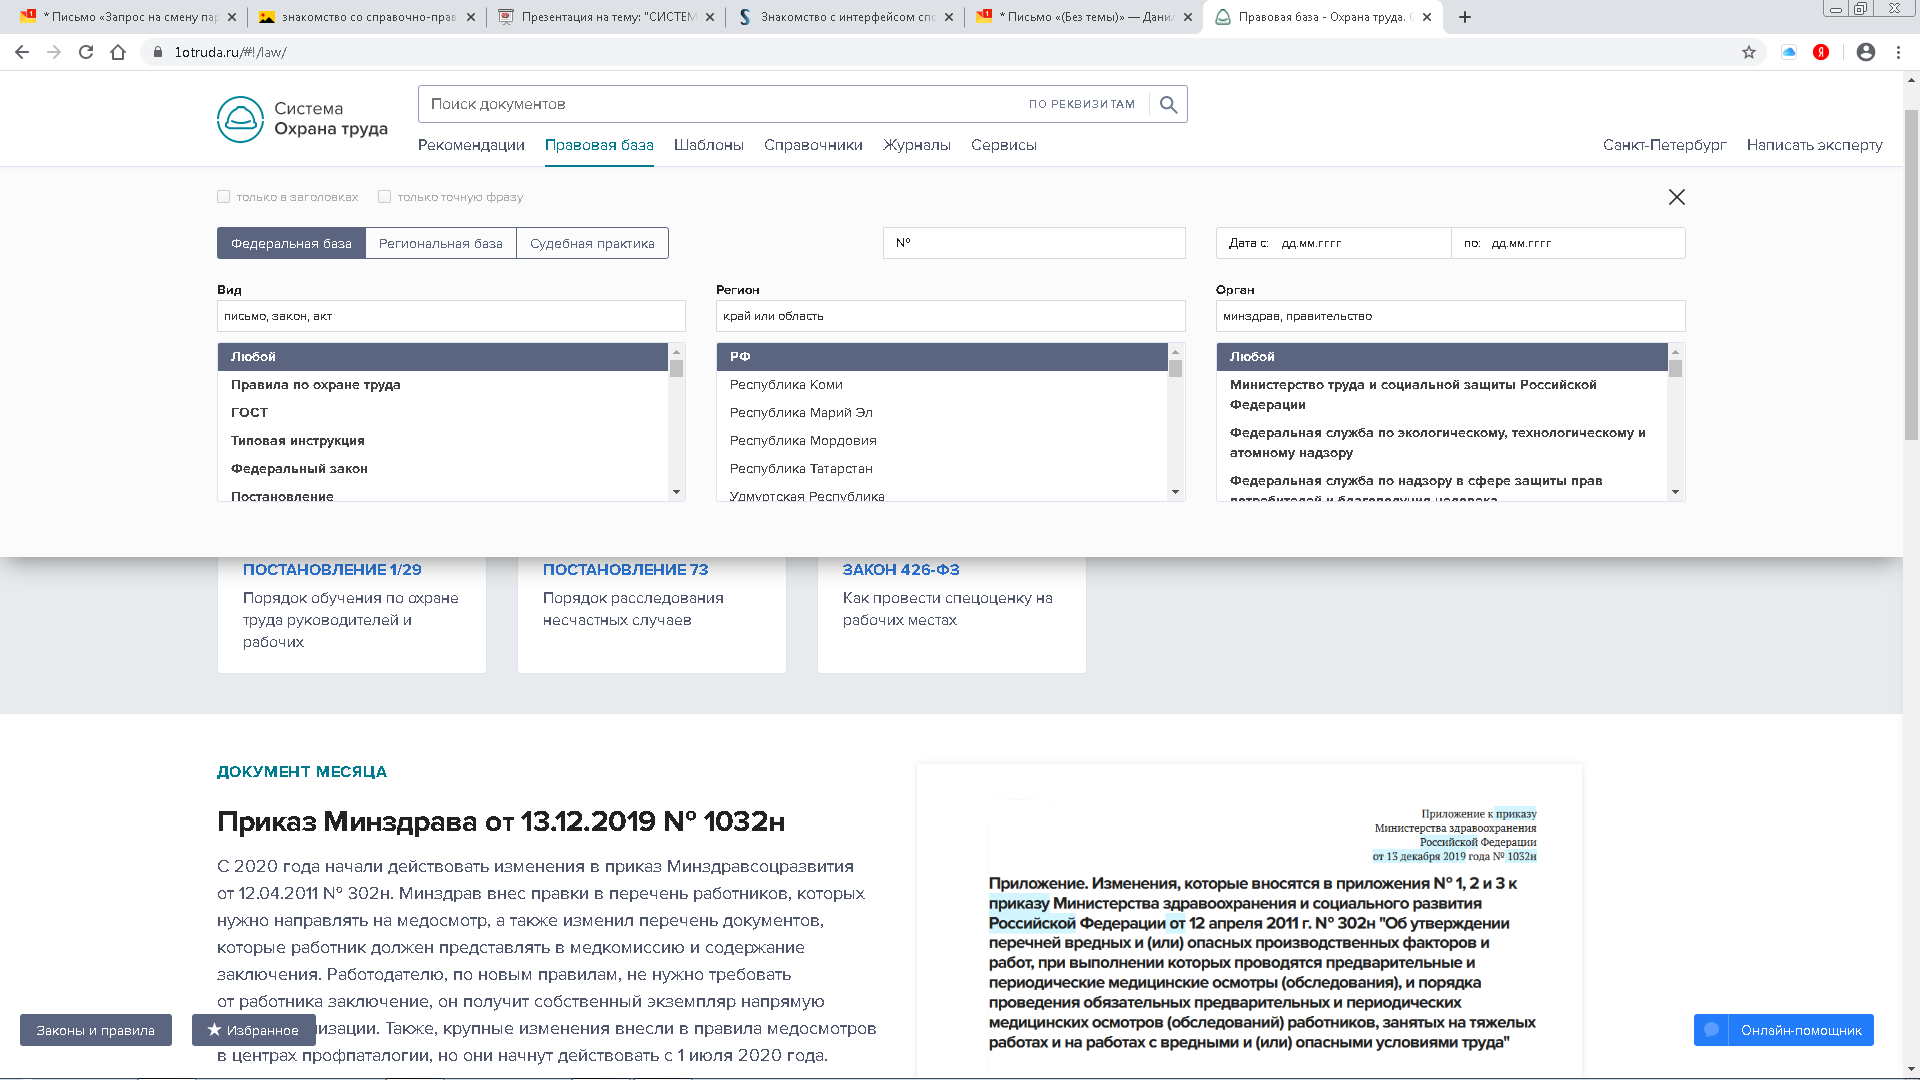 * Письмо «Запрос на смену пар
знакомство со справочно-прав
Презентация на тему: "СИСТЕМ
Знакомство с интерфейсом спс
* Письмо «(Без темы)» — Дани
Правовая база - Охрана труда. С
1otruda.ru/#!/law/
Система
Охрана труда
Поиск документов
ПО РЕКВИЗИТАМ
Рекомендации
Правовая база
Шаблоны
Справочники
Журналы
Сервисы
Санкт-Петербург
Написать эксперту
только в заголовках
только точную фразу
Федеральная база
Региональная база
Судебная практика
№
Дата с: дд.мм.гггг
по: дд.мм.гггг
Вид
письмо, закон, акт
Любой
Правила по охране труда
ГОСТ
Типовая инструкция
Федеральный закон
Постановление
Регион
край или область
РФ
Республика Коми
Республика Марий Эл
Республика Мордовия
Республика Татарстан
Удмуртская Республика
Орган
минздрав, правительство
Любой
Министерство труда и социальной защиты Российской
Федерации
Федеральная служба по экологическому, технологическому и
атомному надзору
Федеральная служба по надзору в сфере защиты прав
потребителей и благополучия человека
ПОСТАНОВЛЕНИЕ 1/29
Порядок обучения по охране
труда руководителей и
рабочих
ПОСТАНОВЛЕНИЕ 73
Порядок расследования
несчастных случаев
ЗАКОН 426-ФЗ
Как провести спецоценку на
рабочих местах
ДОКУМЕНТ МЕСЯЦА
Приказ Минздрава от 13.12.2019 № 1032н
С 2020 года начали действовать изменения в приказ Минздравсоцразвития
от 12.04.2011 № 302н. Минздрав внес правки в перечень работников, которых
нужно направлять на медосмотр, а также изменил перечень документов,
которые работник должен представлять в медкомиссию и содержание
заключения. Работодателю, по новым правилам, не нужно требовать
от работника заключение, он получит собственный экземпляр напрямую
изации. Также, крупные изменения внесли в правила медосмотров
в центрах профпаталогии, но они начнут действовать с 1 июля 2020 года.
Приложение к приказу
Министерства здравоохранения
Российской Федерации
от 13 декабря 2019 года № 1032н
Приложение. Изменения, которые вносятся в приложения № 1, 2 и 3 к
приказу Министерства здравоохранения и социального развития
Российской Федерации от 12 апреля 2011 г. № 302н "Об утверждении
перечней вредных и (или) опасных производственных факторов и
работ, при выполнении которых проводятся предварительные и
периодические медицинские осмотры (обследования), и порядка
проведения обязательных предварительных и периодических
медицинских осмотров (обследований) работников, занятых на тяжелых
работах и на работах с вредными и (или) опасными условиями труда"
Законы и правила
Избранное
Онлайн-помощник